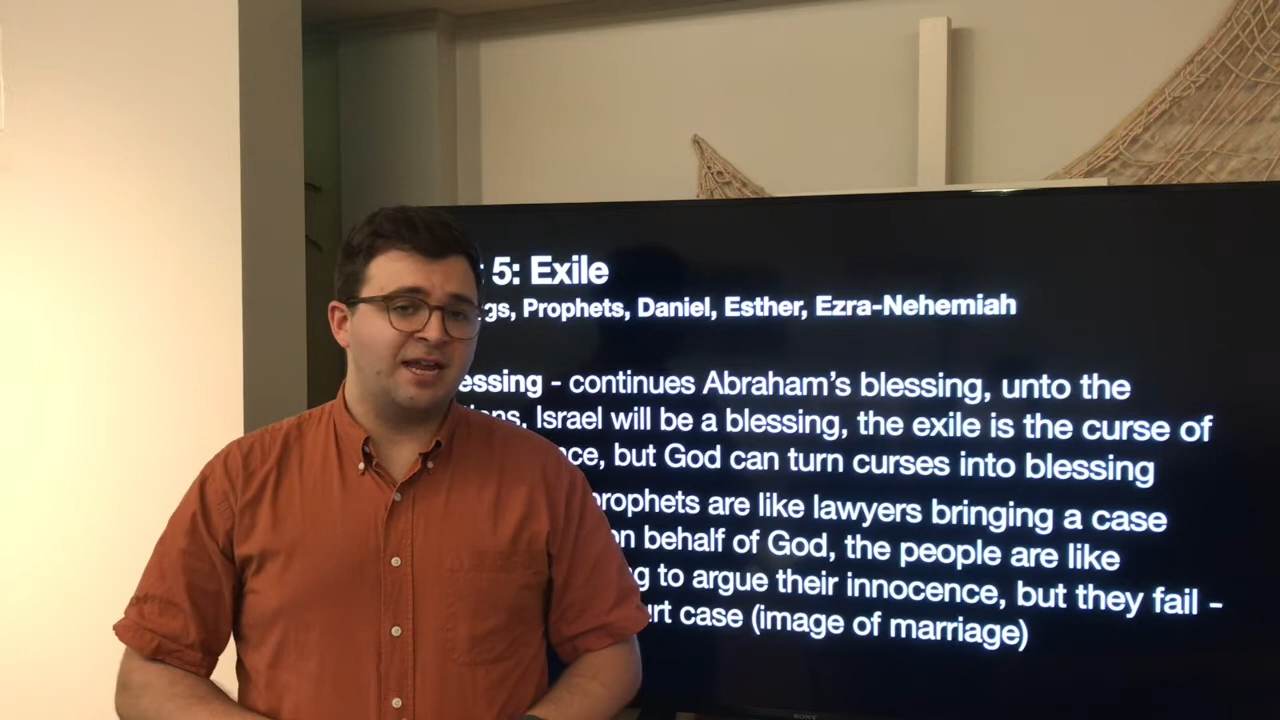 5: Exile
gs, Prophets, Daniel, Esther, Ezra-Nehemiah
essing - continues Abraham's blessing, unto the
Israel will be a blessing, the exile is the curse of
ce, but God can turn curses into blessing
prophets are like lawyers bringing a case
on behalf of God, the people are like
g to argue their innocence, but they fail -
rt case (image of marriage)
SONY